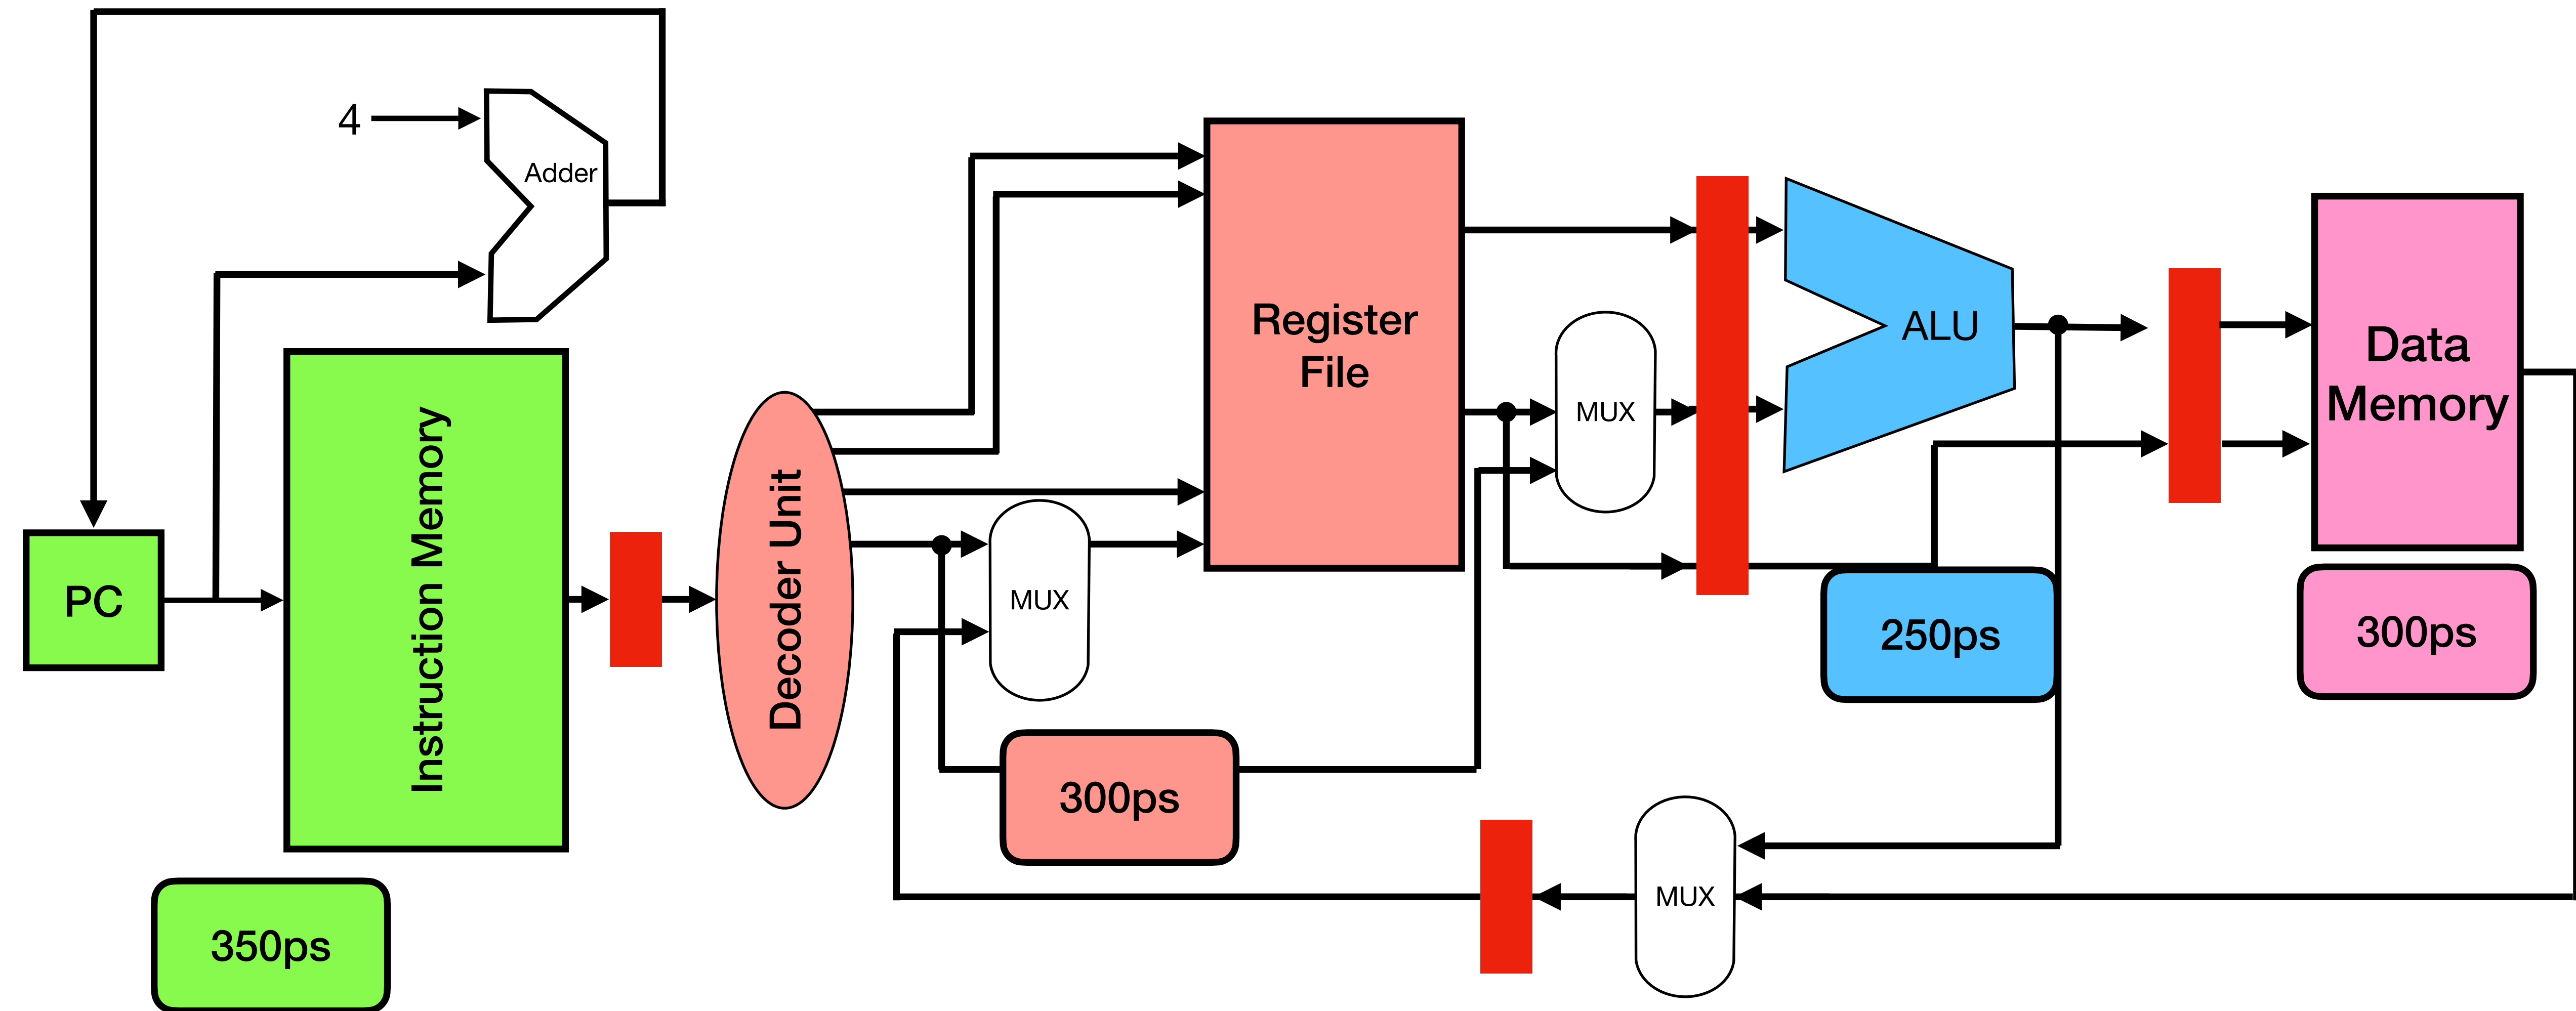 4
Adder
PC
Instruction Memory
350ps
Decoder Unit
MUX
300ps
Register
File
MUX
ALU
250ps
MUX
Data
Memory
300ps